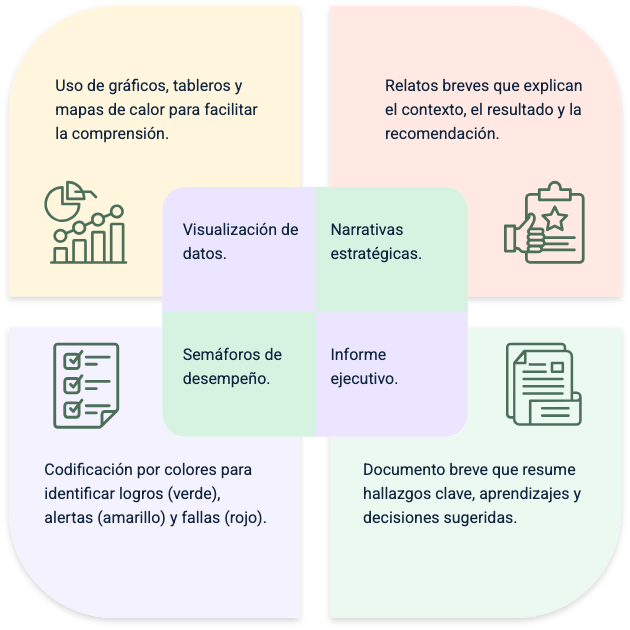 Uso de gráficos, tableros y
mapas de calor para facilitar
la comprensión.
Relatos breves que explican
el contexto, el resultado y la
recomendación.
Visualización de
datos.
Narrativas
estratégicas.
Semáforos de
desempeño.
Informe
ejecutivo.
Codificación por colores para
identificar logros (verde),
alertas (amarillo) y fallas (rojo).
Documento breve que resume
hallazgos clave, aprendizajes y
decisiones sugeridas.